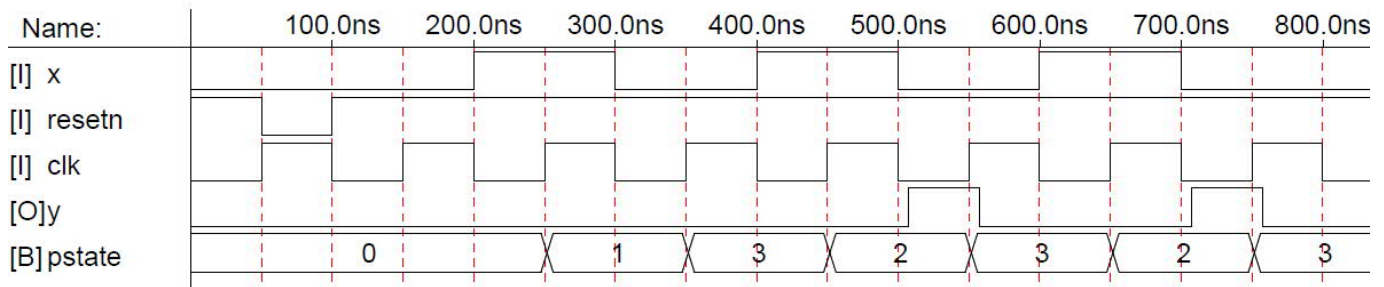 Name: 100.0ns 200.0ns 300.0ns 400.0ns 500.0ns 600.0ns 700.0ns 800.0ns
[I] x
[I] resetn
[I] clk
[O]y
[B] pstate 0 1 3 2 3 2 3